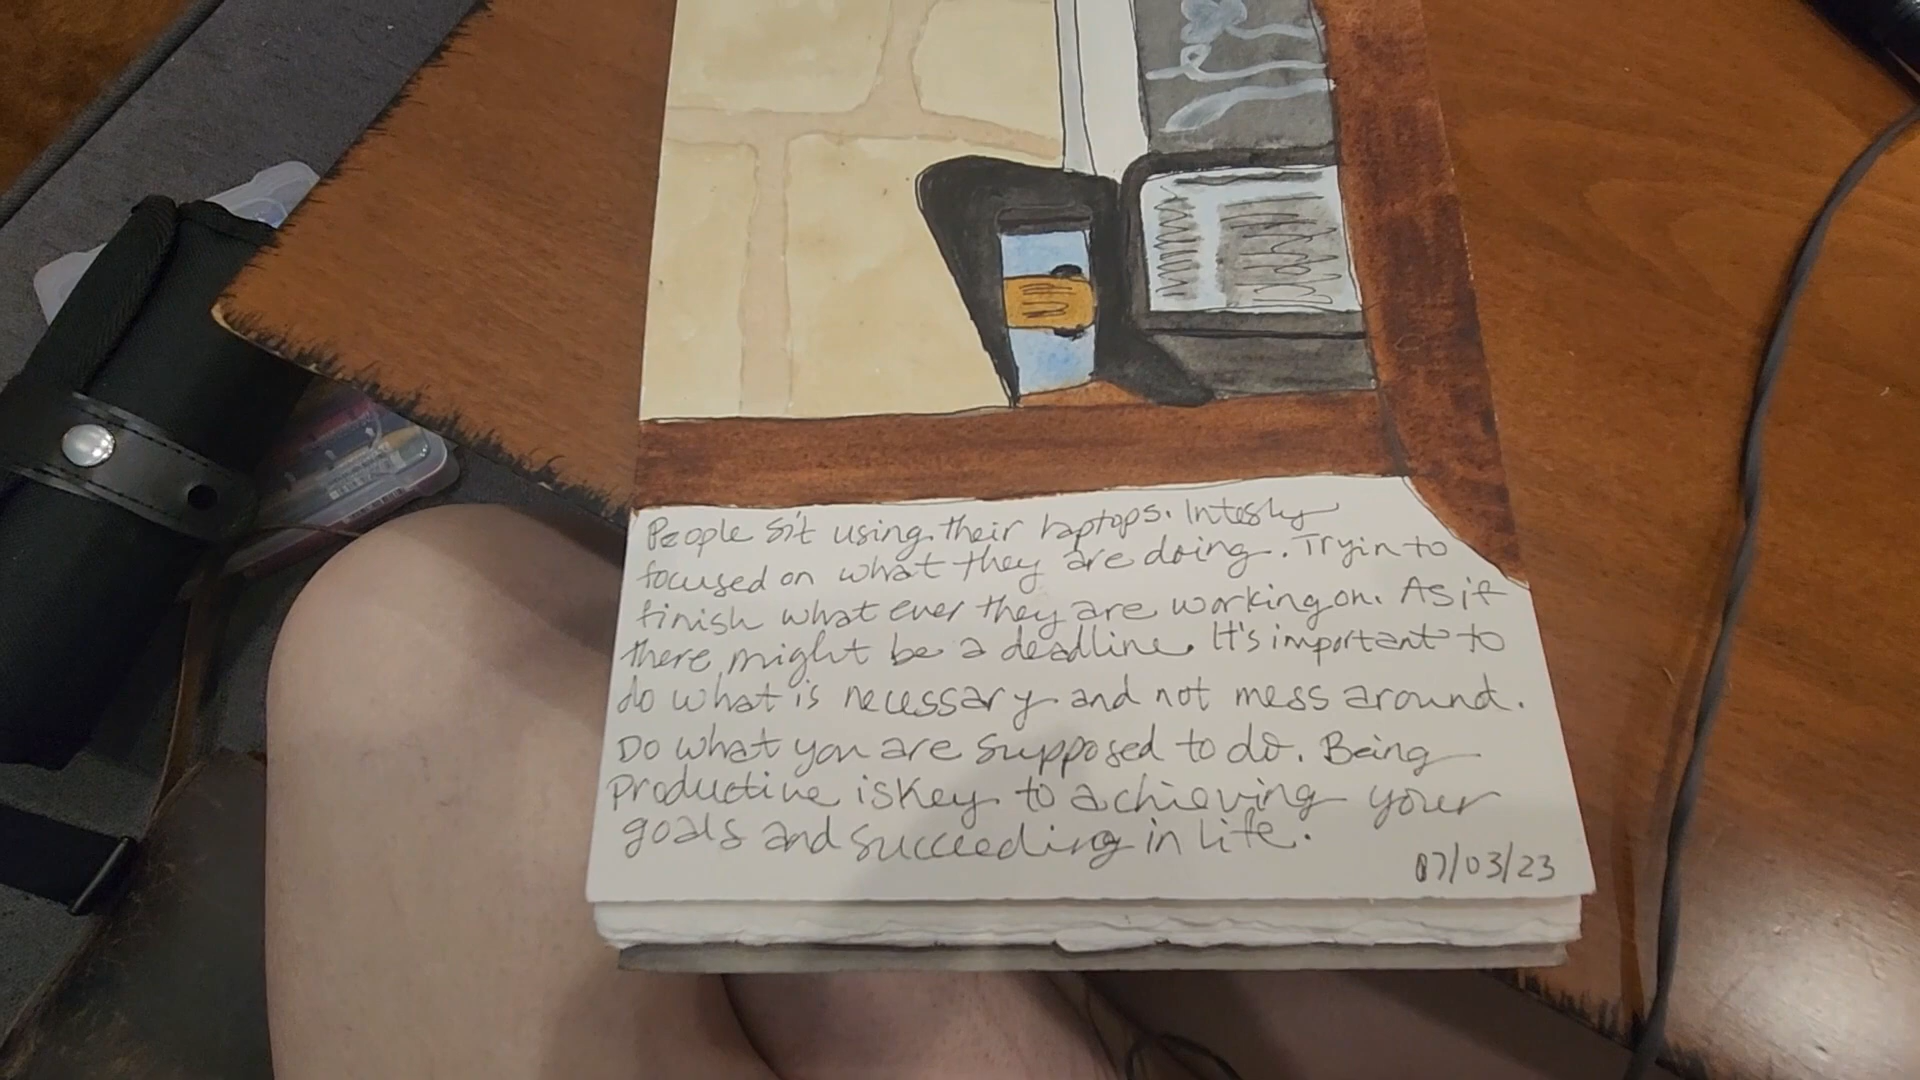 People sit using their laptops. Intesly
focused on what they are doing. Tryin to
finish what ever they are working on. As if
there might be a deadline. It's important to
do what is necessary and not mess around.
Do what you are supposed to do. Being
productive is key to achieving your
goals and succeeding in life.
07/03/23